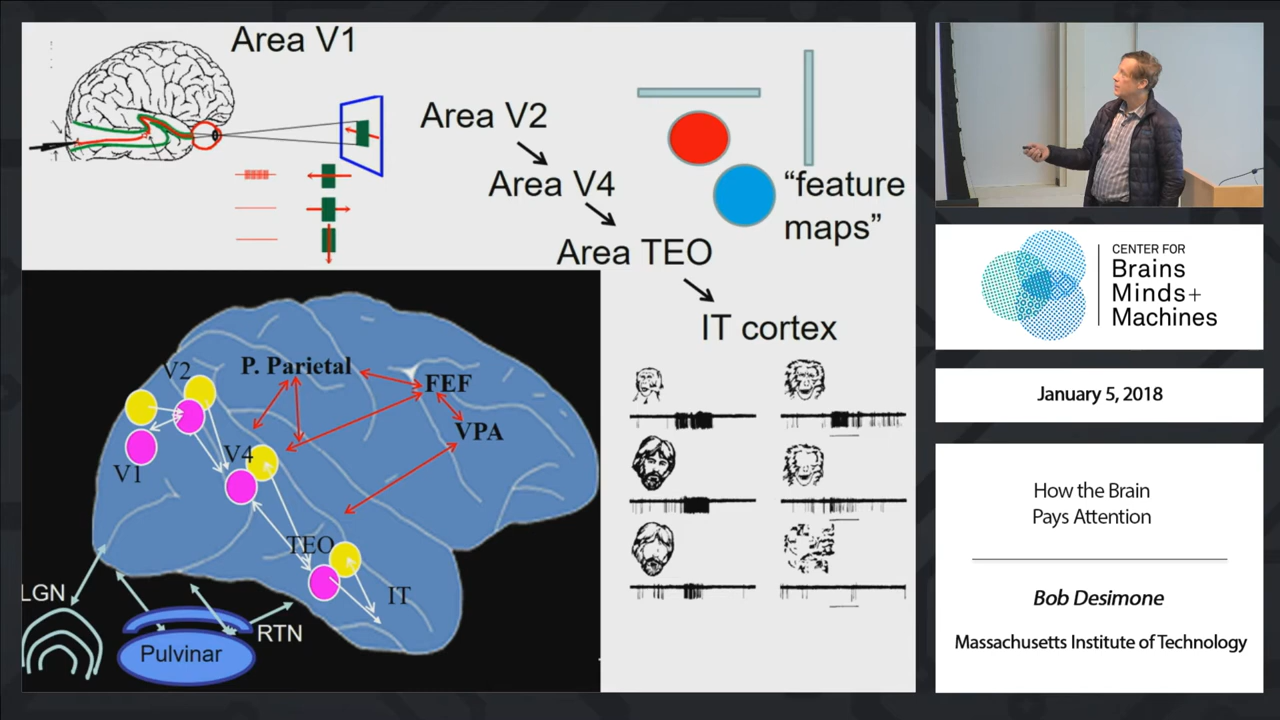 Area V1
Area V2
Area V4
Area TEO
IT cortex
“feature
maps”
P. Parietal
FEF
VPA
V2
V1
V4
TEO
IT
LGN
RTN
Pulvinar
CENTER FOR
Brains
Minds+
Machines
January 5, 2018
How the Brain
Pays Attention
Bob Desimone
Massachusetts Institute of Technology